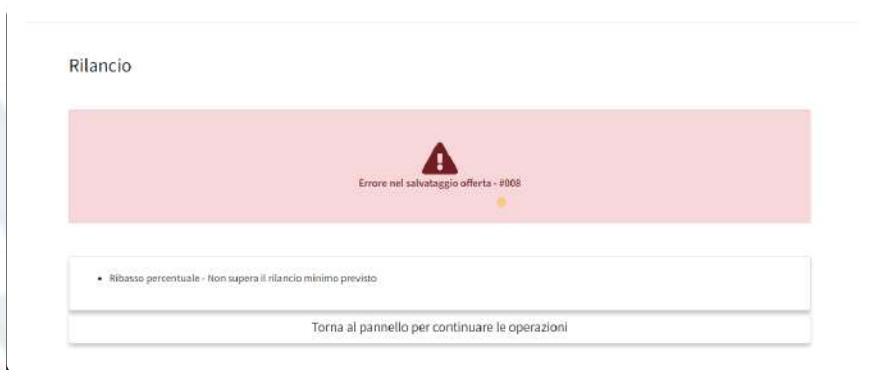 Rilancio
Errore nel salvataggio offerta - #008
Ribasso percentuale - Non supera il rilancio minimo previsto
Torna al pannello per continuare le operazioni